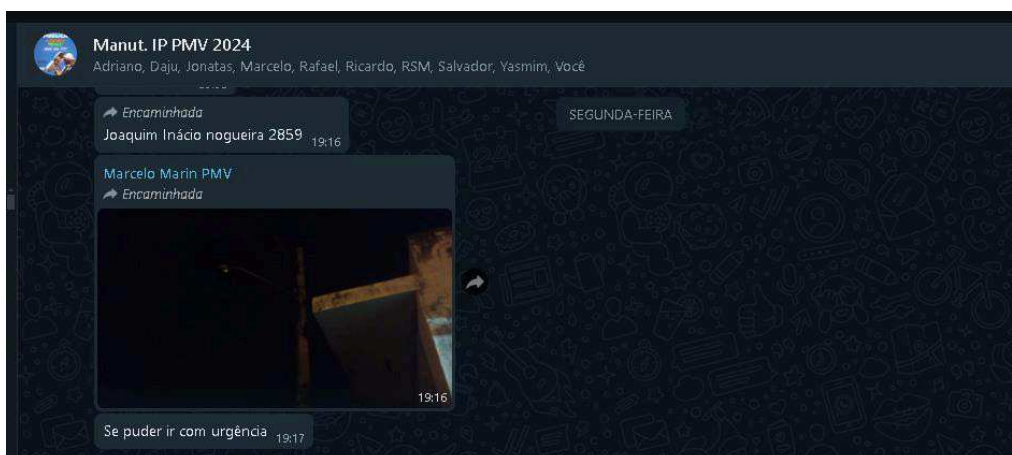 Manut. IP PMV 2024
Adriano, Daju, Jonatas, Marcelo, Rafael, Ricardo, RSM, Salvador, Yasmim, Você
SEGUNDA-FEIRA
Encaminhada
Joaquim Inácio nogueira 2859 19:16
Marcelo Marin PMV
Encaminhada
19:16
Se puder ir com urgência 19:17